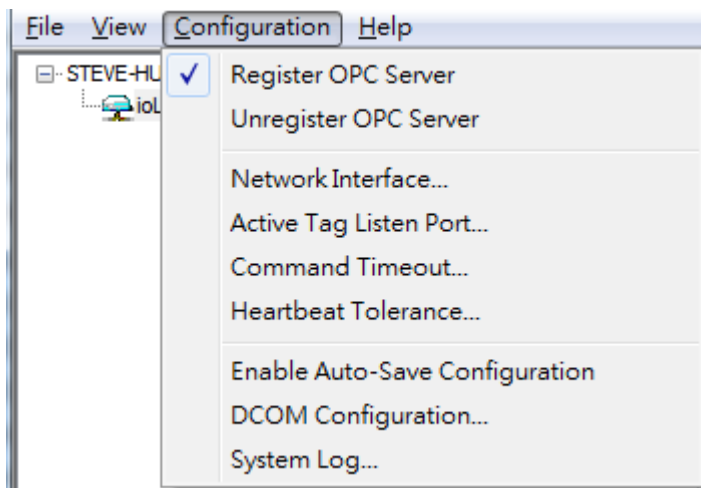 File View Configuration Help
STEVE-HU
ioL
Register OPC Server
Unregister OPC Server
Network Interface...
Active Tag Listen Port...
Command Timeout...
Heartbeat Tolerance...
Enable Auto-Save Configuration
DCOM Configuration...
System Log...